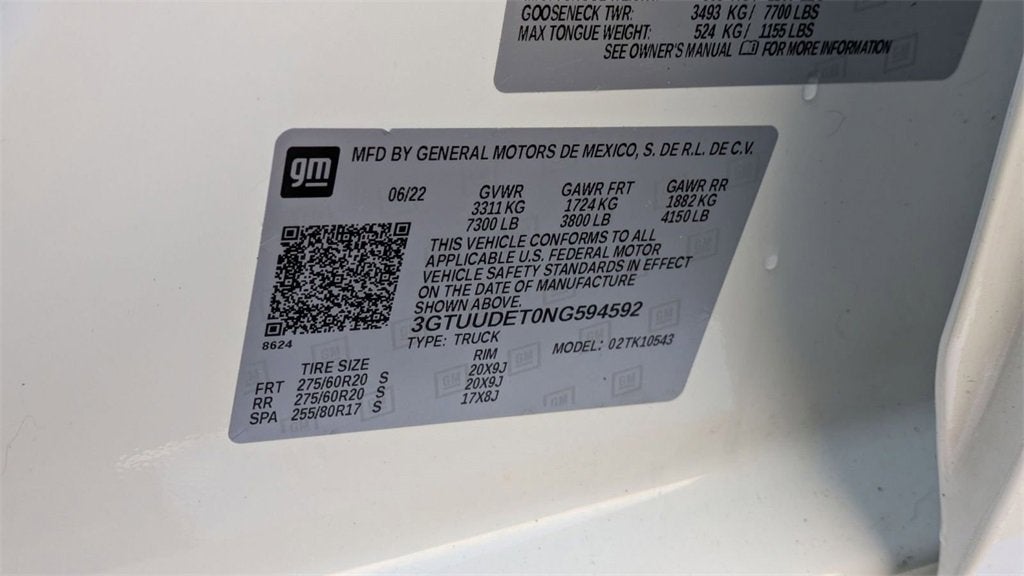 GOOSENECK TWR: 3493 KG / 7700 LBS
MAX TONGUE WEIGHT: 524 KG / 1155 LBS
SEE OWNER'S MANUAL FOR MORE INFORMATION
gm
MFD BY GENERAL MOTORS DE MEXICO, S. DE R.L. DE C.V.
06/22 GVWR GAWR FRT GAWR RR
3311 KG 1724 KG 1882 KG
7300 LB 3800 LB 4150 LB
THIS VEHICLE CONFORMS TO ALL
APPLICABLE U.S. FEDERAL MOTOR
VEHICLE SAFETY STANDARDS IN EFFECT
ON THE DATE OF MANUFACTURE
SHOWN ABOVE.
3GTUUDET0NG594592
8624
TYPE: TRUCK MODEL: 02TK10543
TIRE SIZE RIM
FRT 275/60R20 S 20X9J
RR 275/60R20 S 20X9J
SPA 255/80R17 S 17X8J